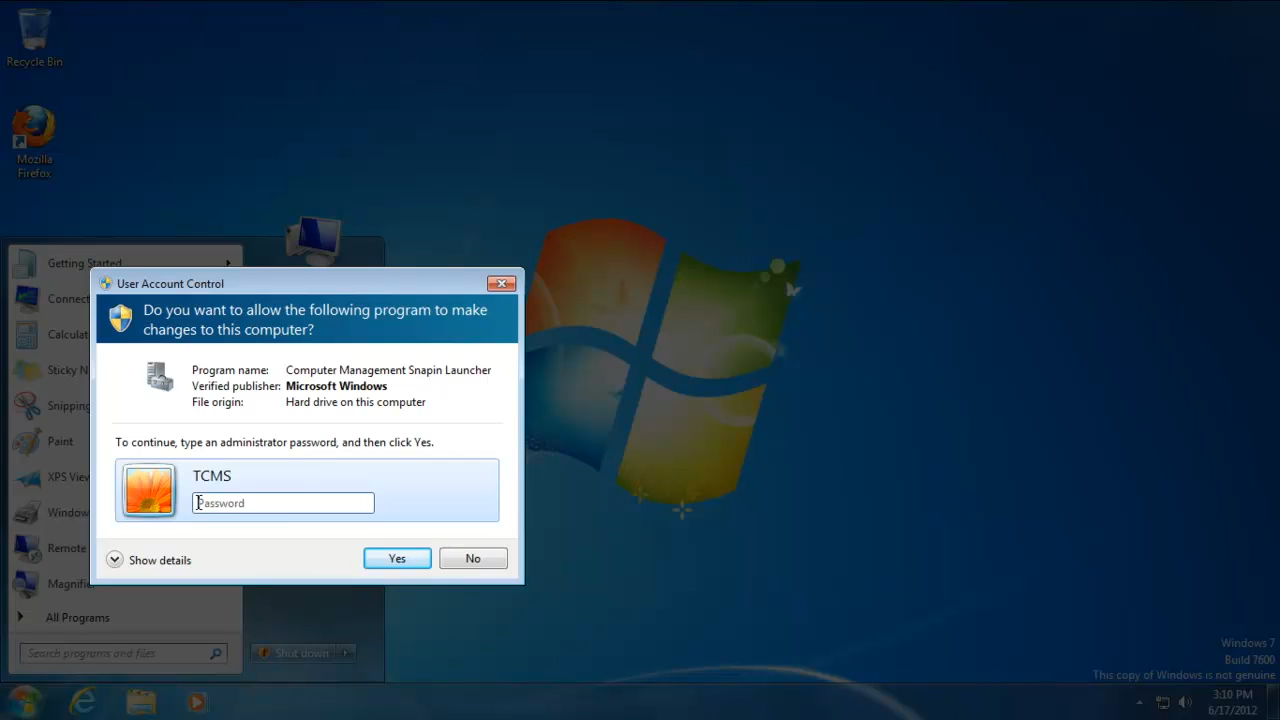 Recycle Bin
Mozilla
Firefox
Getting Started
Connect
Calculat
Sticky N
Snipping
Paint
XPS View
Window
Remote
Magnifi
All Programs
Search programs and files
Shut down
User Account Control
Do you want to allow the following program to make
changes to this computer?
Program name: Computer Management Snapin Launcher
Verified publisher: Microsoft Windows
File origin: Hard drive on this computer
To continue, type an administrator password, and then click Yes.
TCMS
Password
Show details
Yes
No
Windows 7
Build 7600
This copy of Windows is not genuine
3:10 PM
6/17/2012